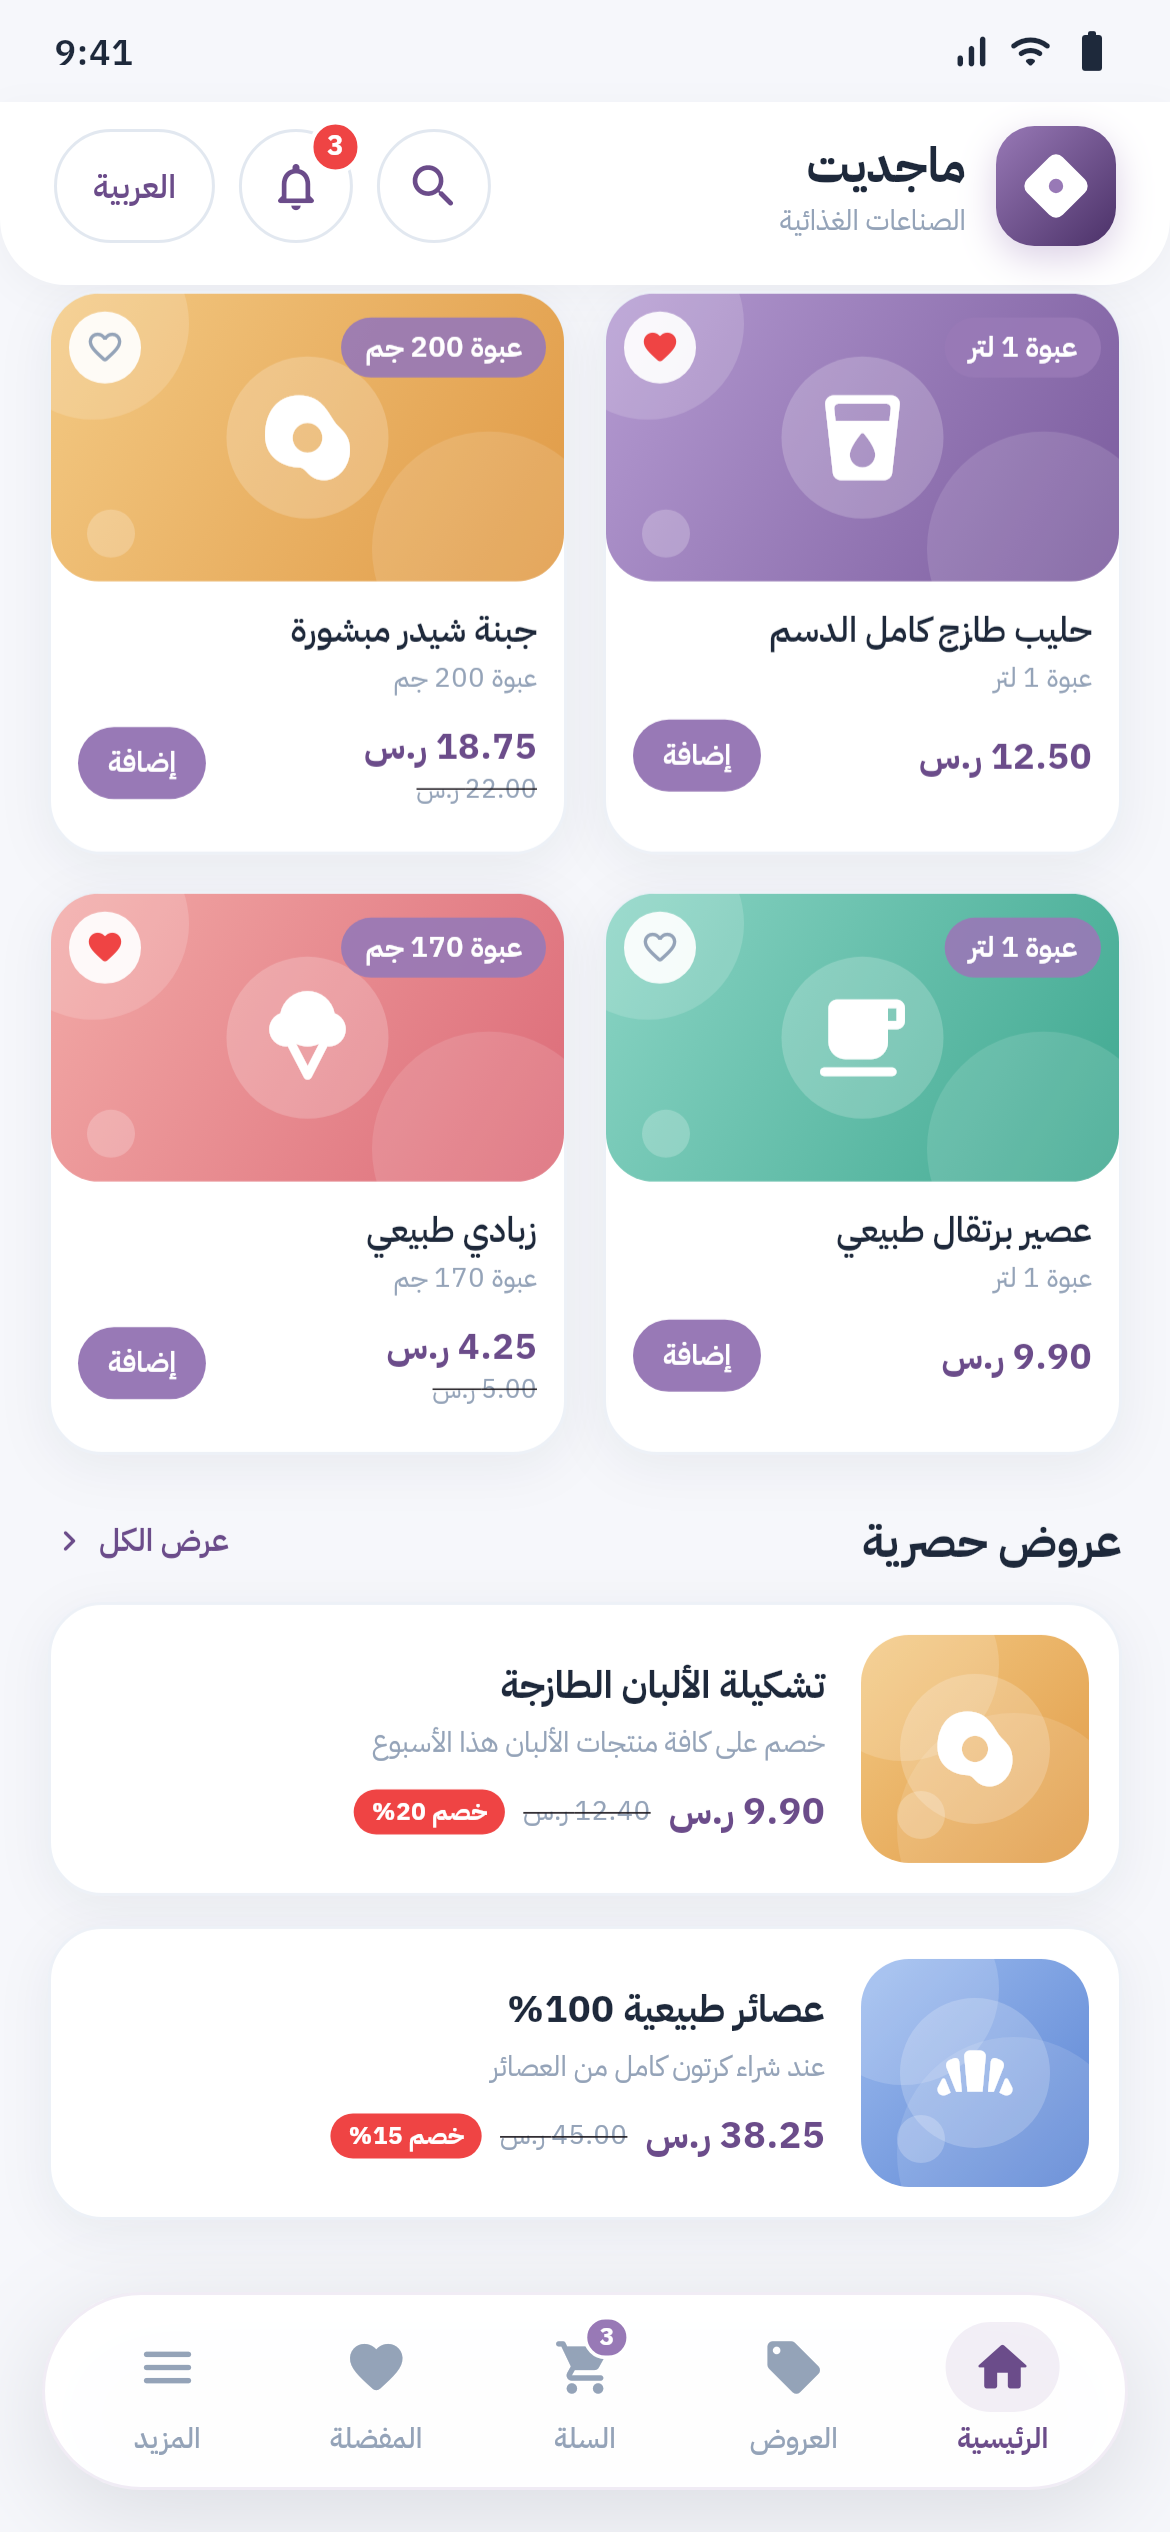 9:41
ماجديت
الصناعات الغذائية
3
العربية
عبوة 1 لتر
حليب طازج كامل الدسم
عبوة 1 لتر
12.50 ر.س
إضافة
عبوة 200 جم
جبنة شيدر مبشورة
عبوة 200 جم
18.75 ر.س
22.00 ر.س
إضافة
عبوة 1 لتر
عصير برتقال طبيعي
عبوة 1 لتر
9.90 ر.س
إضافة
عبوة 170 جم
زبادي طبيعي
عبوة 170 جم
4.25 ر.س
5.00 ر.س
إضافة
عروض حصرية
عرض الكل
تشكيلة الألبان الطازجة
خصم على كافة منتجات الألبان هذا الأسبوع
9.90 ر.س 12.40 ر.س خصم 20%
عصائر طبيعية 100%
عند شراء كرتون كامل من العصائر
38.25 ر.س 45.00 ر.س خصم 15%
3
الرئيسية
العروض
السلة
المفضلة
المزيد